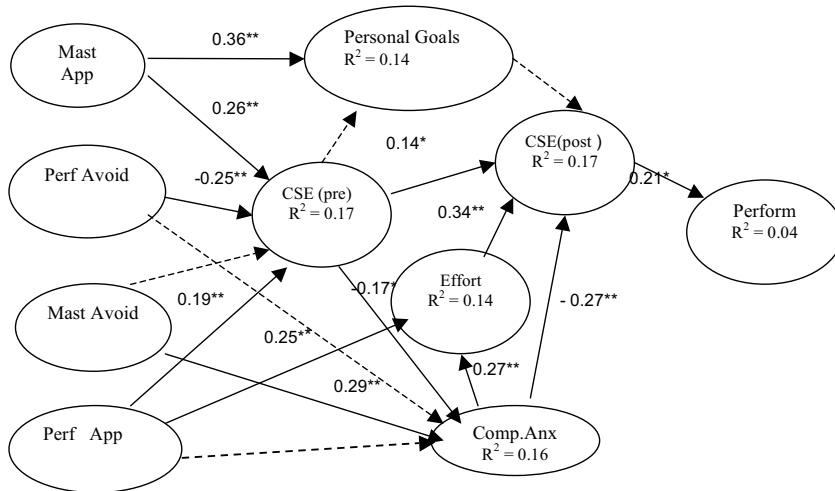 Mast
App
0.36**
Personal Goals
R² = 0.14
0.26**
0.14*
CSE(post )
R² = 0.17
Perf Avoid
-0.25**
CSE (pre)
R² = 0.17
0.34**
0.21*
Perform
R² = 0.04
Mast Avoid
0.19**
-0.17*
Effort
R² = 0.14
- 0.27**
0.25**
0.29**
0.27**
Perf App
Comp.Anx
R² = 0.16